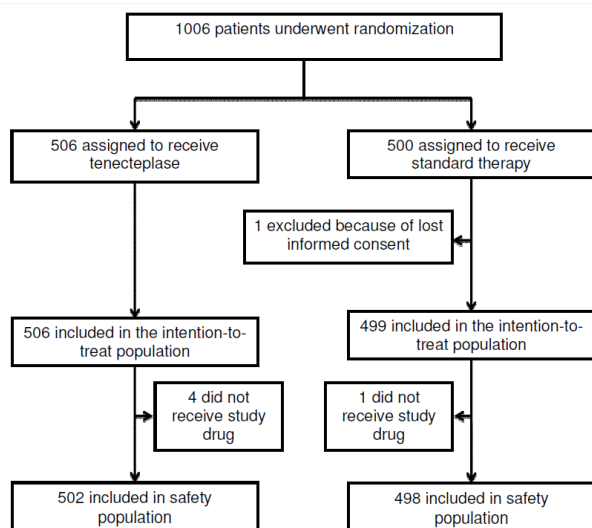 1006 patients underwent randomization
506 assigned to receive
tenecteplase
500 assigned to receive
standard therapy
1 excluded because of lost
informed consent
506 included in the intention-to-
treat population
499 included in the intention-to-
treat population
4 did not
receive study
drug
1 did not
receive study
drug
502 included in safety
population
498 included in safety
population